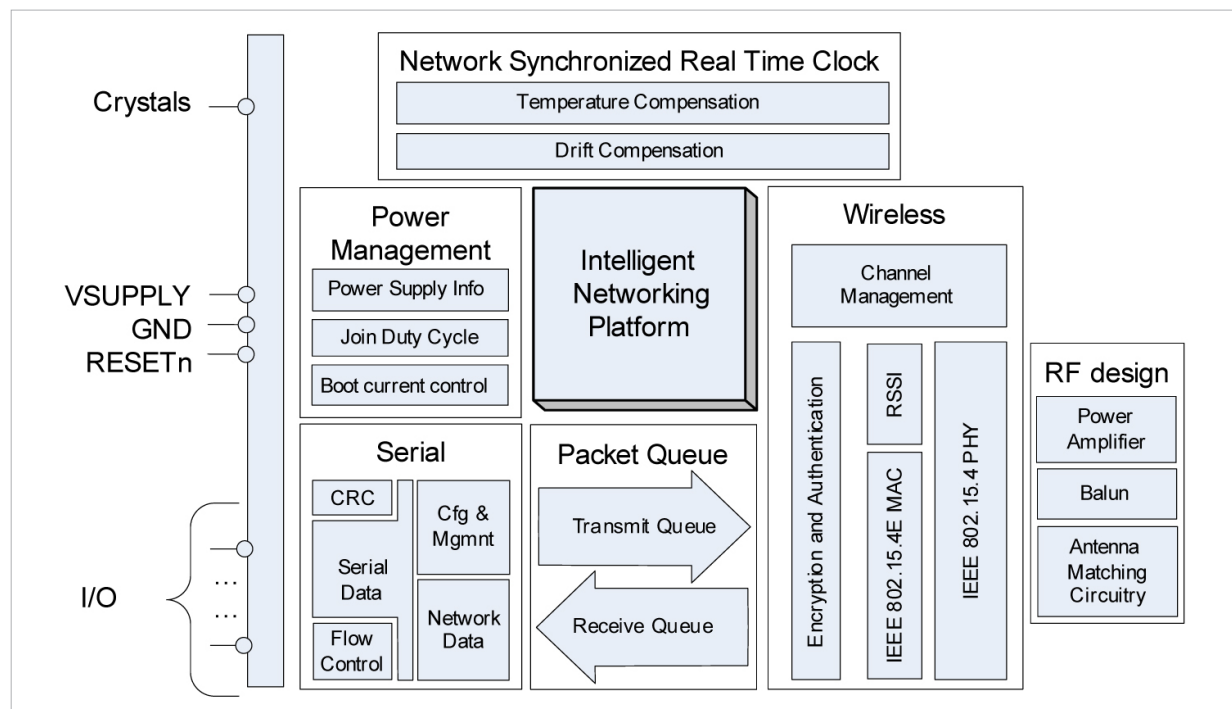 Network Synchronized Real Time Clock
Temperature Compensation
Drift Compensation
Crystals
VSUPPLY
GND
RESETn
I/O
...
...
Power
Management
Power Supply Info
Join Duty Cycle
Boot current control
Intelligent
Networking
Platform
Wireless
Channel
Management
Encryption and Authentication
RSSI
IEEE 802.15.4E MAC
IEEE 802.15.4 PHY
RF design
Power
Amplifier
Balun
Antenna
Matching
Circuitry
Serial
CRC
Serial
Data
Flow
Control
Cfg &
Mgmnt
Network
Data
Packet Queue
Transmit Queue
Receive Queue